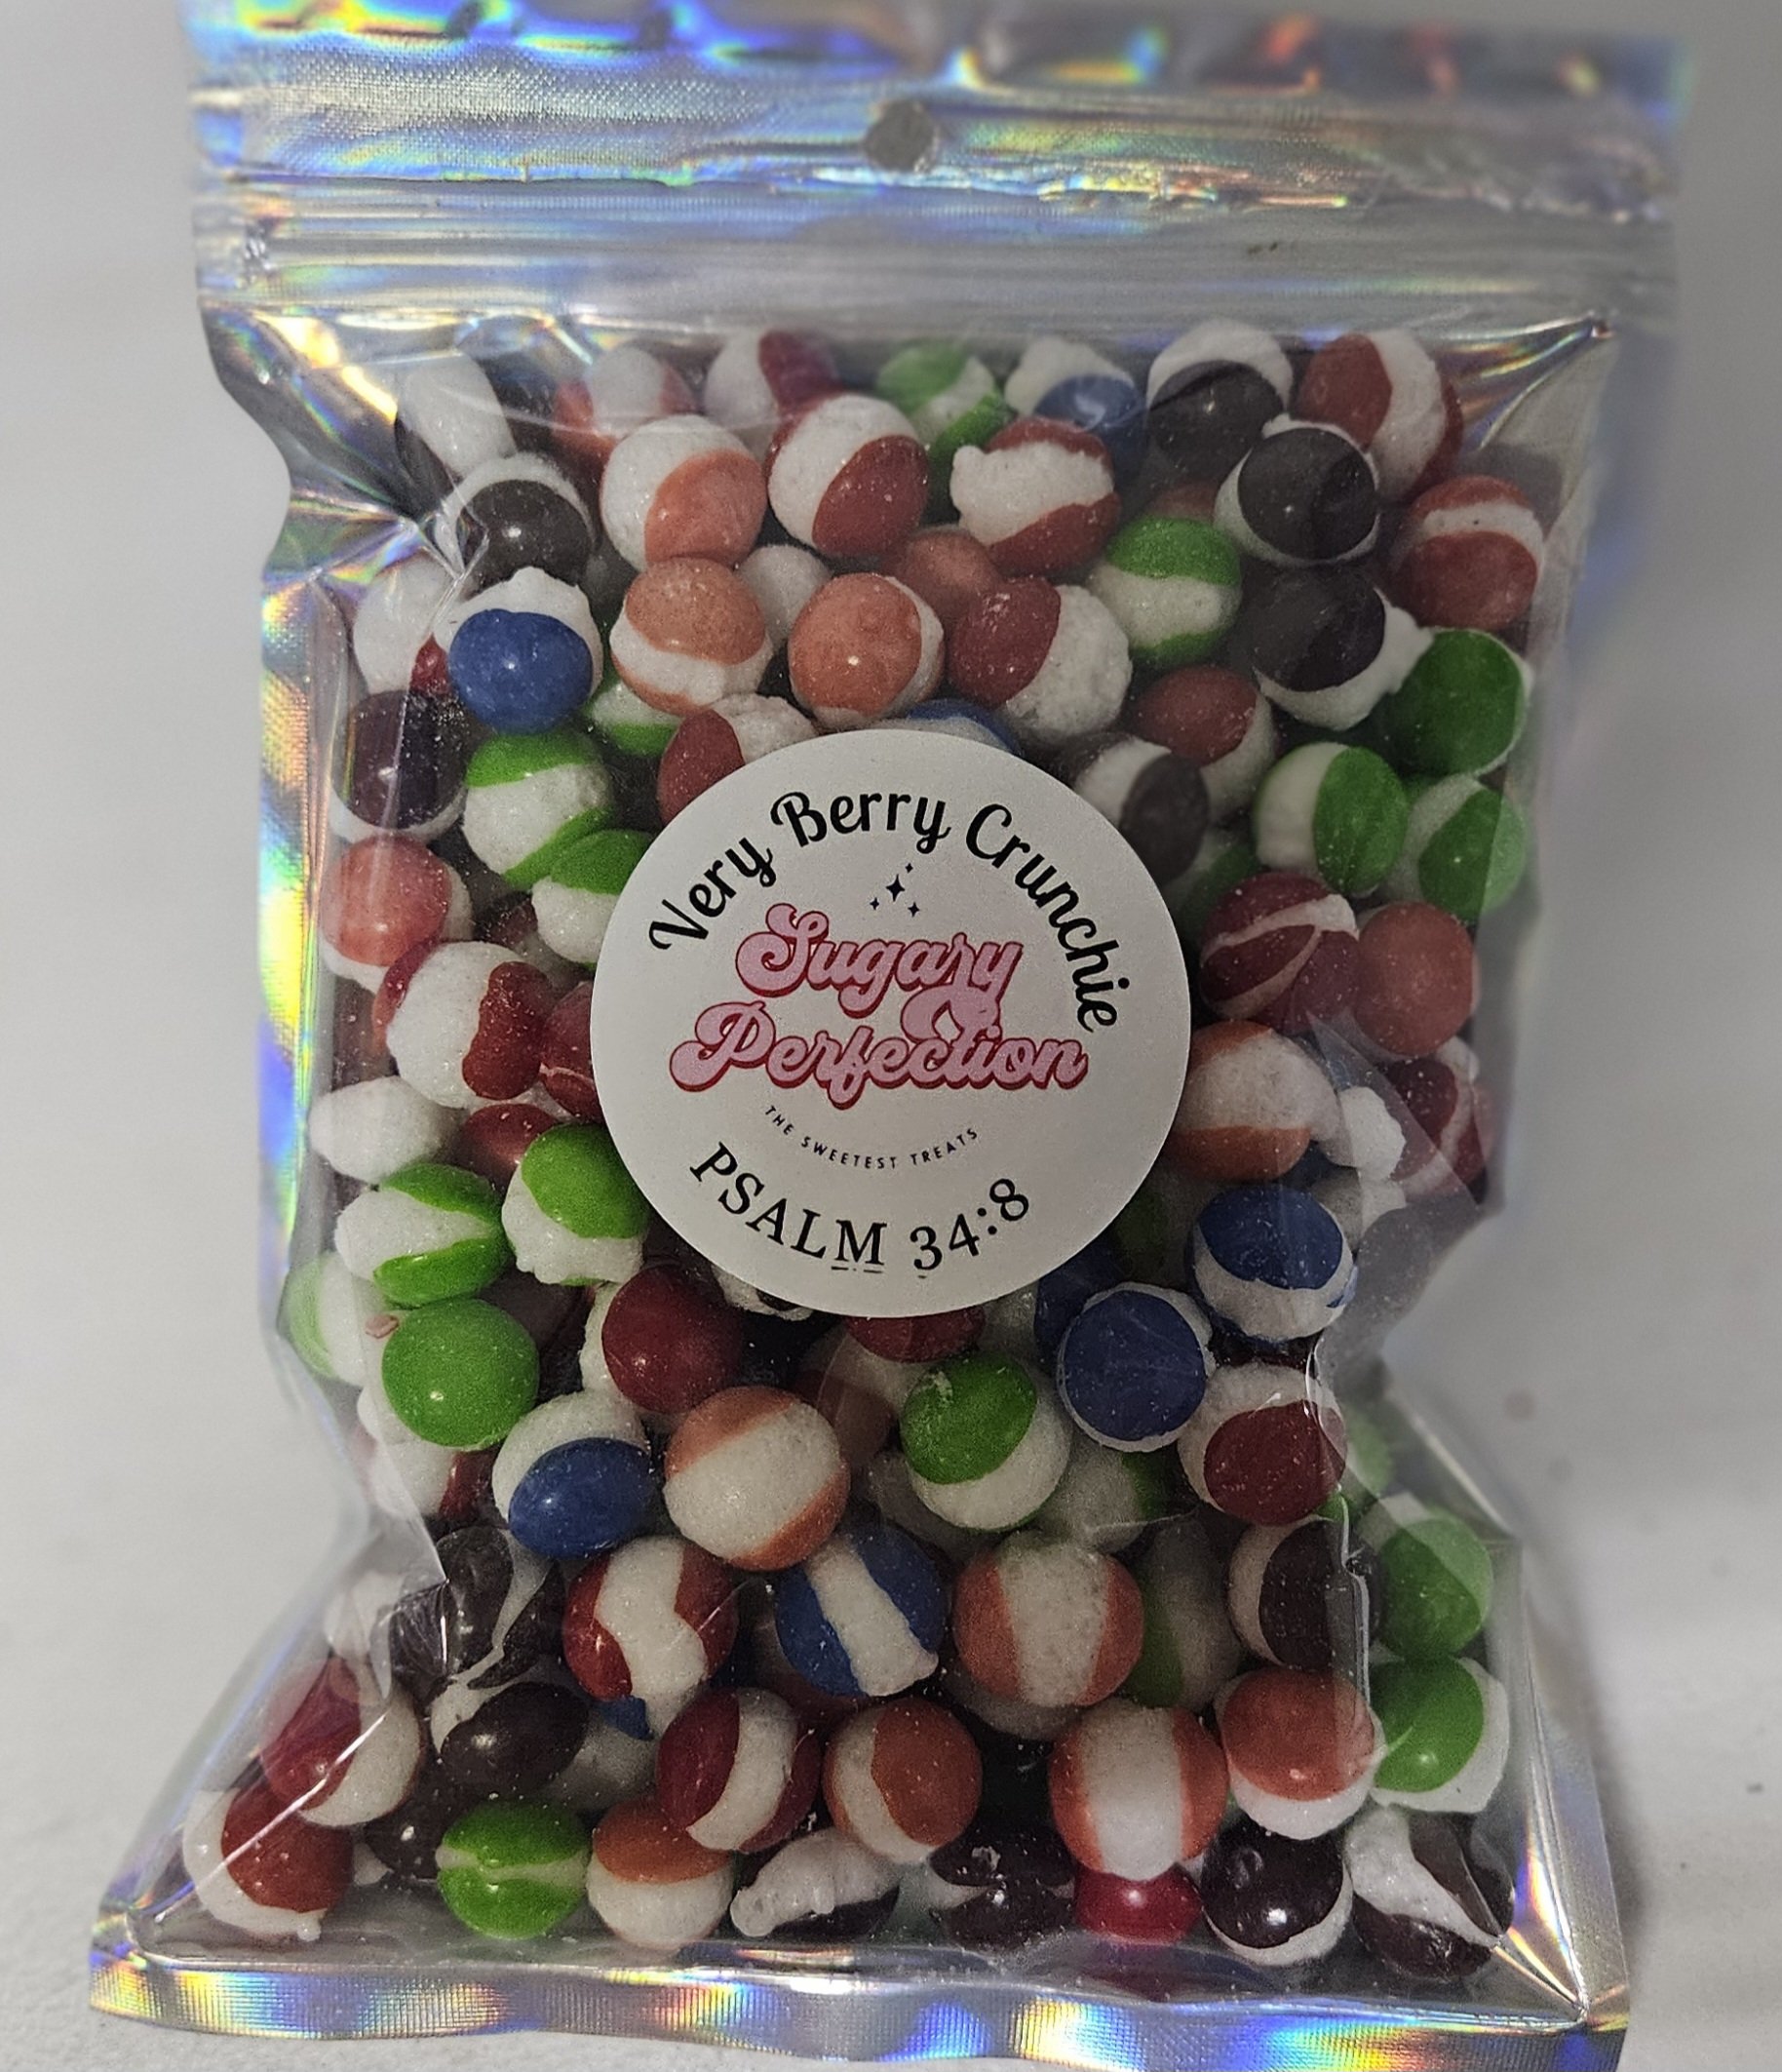 Very Berry Crunchie
Sugary
Perfection
THE SWEETEST TREATS
PSALM 34:8